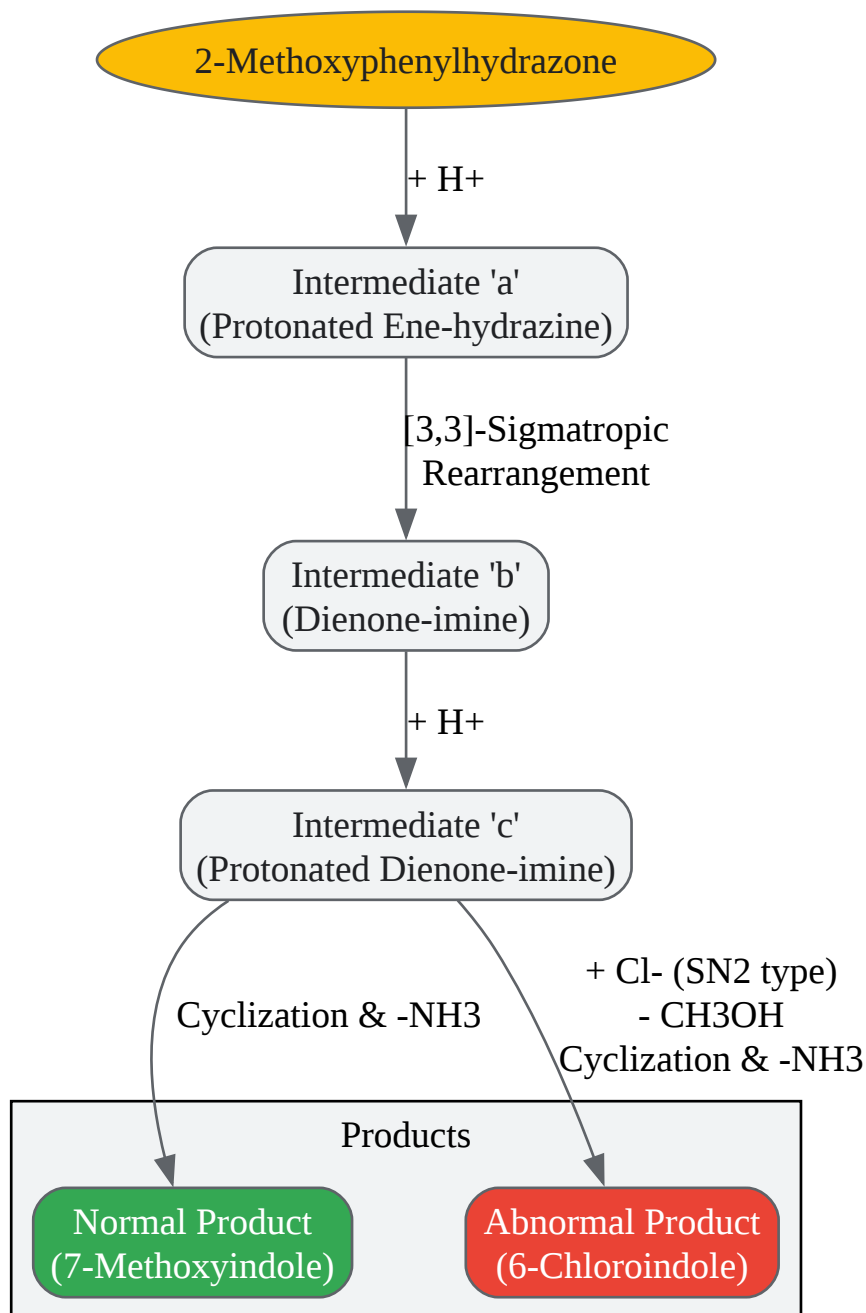 2-Methoxyphenylhydrazone
+ H+
Intermediate 'a'
(Protonated Ene-hydrazine)
[3,3]-Sigmatropic
Rearrangement
Intermediate 'b'
(Dienone-imine)
+ H+
Intermediate 'c'
(Protonated Dienone-imine)
Cyclization & -NH3
+ Cl- (SN2 type)
- CH3OH
Cyclization & -NH3
Products
Normal Product
(7-Methoxyindole)
Abnormal Product
(6-Chloroindole)